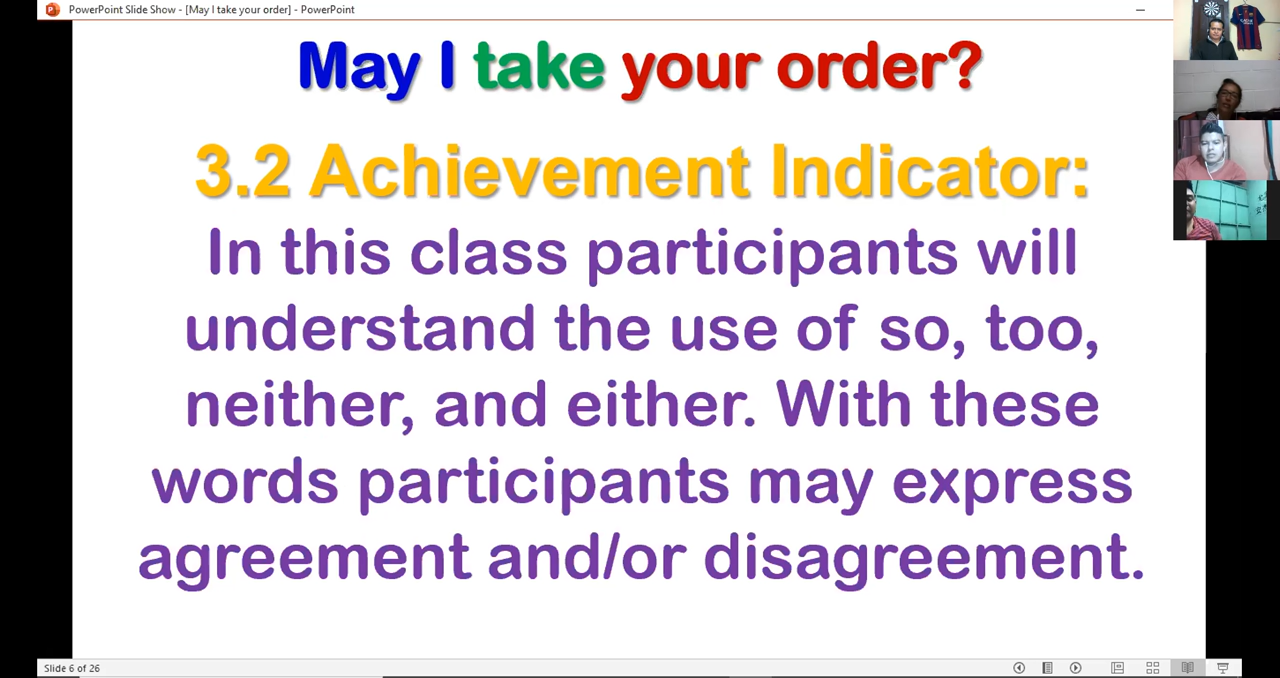 PowerPoint Slide Show - [May I take your order] - PowerPoint
May I take your order?
3.2 Achievement Indicator:
In this class participants will
understand the use of so, too,
neither, and either. With these
words participants may express
agreement and/or disagreement.
Slide 6 of 26